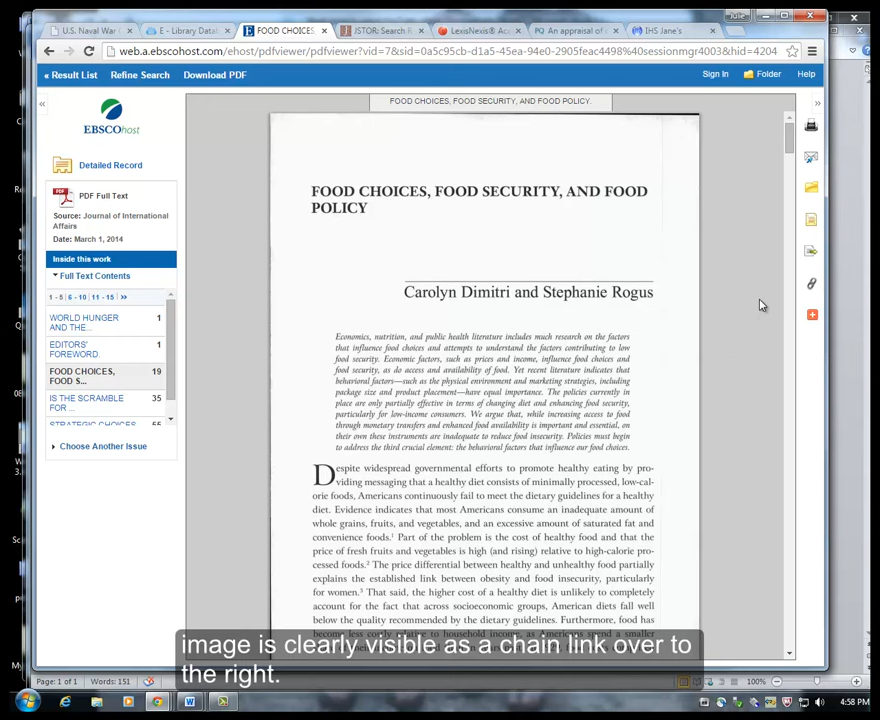 Julie
U.S. Naval War
E - Library Datab
FOOD CHOICES,
JSTOR: Search R
LexisNexis® Aca
PQ An appraisal of
IHS Jane's
web.a.ebscohost.com/ehost/pdfviewer/pdfviewer?vid=7&sid=0a5c95cb-d1a5-45ea-94e0-2905feac4498%40sessionmgr4003&hid=4204
« Result List Refine Search Download PDF Sign In Folder Help
FOOD CHOICES, FOOD SECURITY, AND FOOD POLICY.
EBSCOhost
Detailed Record
PDF Full Text
Source: Journal of International
Affairs
Date: March 1, 2014
Inside this work
Full Text Contents
1 - 5 | 6 - 10 | 11 - 15 | »
WORLD HUNGER 1
AND THE...
EDITORS' 1
FOREWORD.
FOOD CHOICES, 19
FOOD S...
IS THE SCRAMBLE 35
FOR ...
STRATEGIC CHOICES
Choose Another Issue
FOOD CHOICES, FOOD SECURITY, AND FOOD
POLICY
Carolyn Dimitri and Stephanie Rogus
Economics, nutrition, and public health literature includes much research on the factors
that influence food choices and attempts to understand the factors contributing to low
food security. Economic factors, such as prices and income, influence food choices and
food security, as do access and availability of food. Yet recent literature indicates that
behavioral factors—such as the physical environment and marketing strategies, including
package size and product placement—have equal importance. The policies currently in
place are only partially effective in terms of changing diet and enhancing food security,
particularly for low-income consumers. We argue that, while increasing access to food
through monetary transfers and enhanced food availability is important and essential, on
their own these instruments are inadequate to reduce food insecurity. Policies must begin
to address the third crucial element: the behavioral factors that influence our food choices.
Despite widespread governmental efforts to promote healthy eating by pro-
viding messaging that a healthy diet consists of minimally processed, low-cal-
orie foods, Americans continuously fail to meet the dietary guidelines for a healthy
diet. Evidence indicates that most Americans consume an inadequate amount of
whole grains, fruits, and vegetables, and an excessive amount of saturated fat and
convenience foods.¹ Part of the problem is the cost of healthy food and that the
price of fresh fruits and vegetables is high (and rising) relative to high-calorie pro-
cessed foods.² The price differential between healthy and unhealthy food partially
explains the established link between obesity and food insecurity, particularly
for women.³ That said, the higher cost of a healthy diet is unlikely to completely
account for the fact that across socioeconomic groups, American diets fall well
below the quality recommended by the dietary guidelines. Furthermore, food has
become less costly relative to household income, as Americans spend a smaller
image is clearly visible as a chain link over to
the right.
Page: 1 of 1 Words: 151 100%
4:58 PM